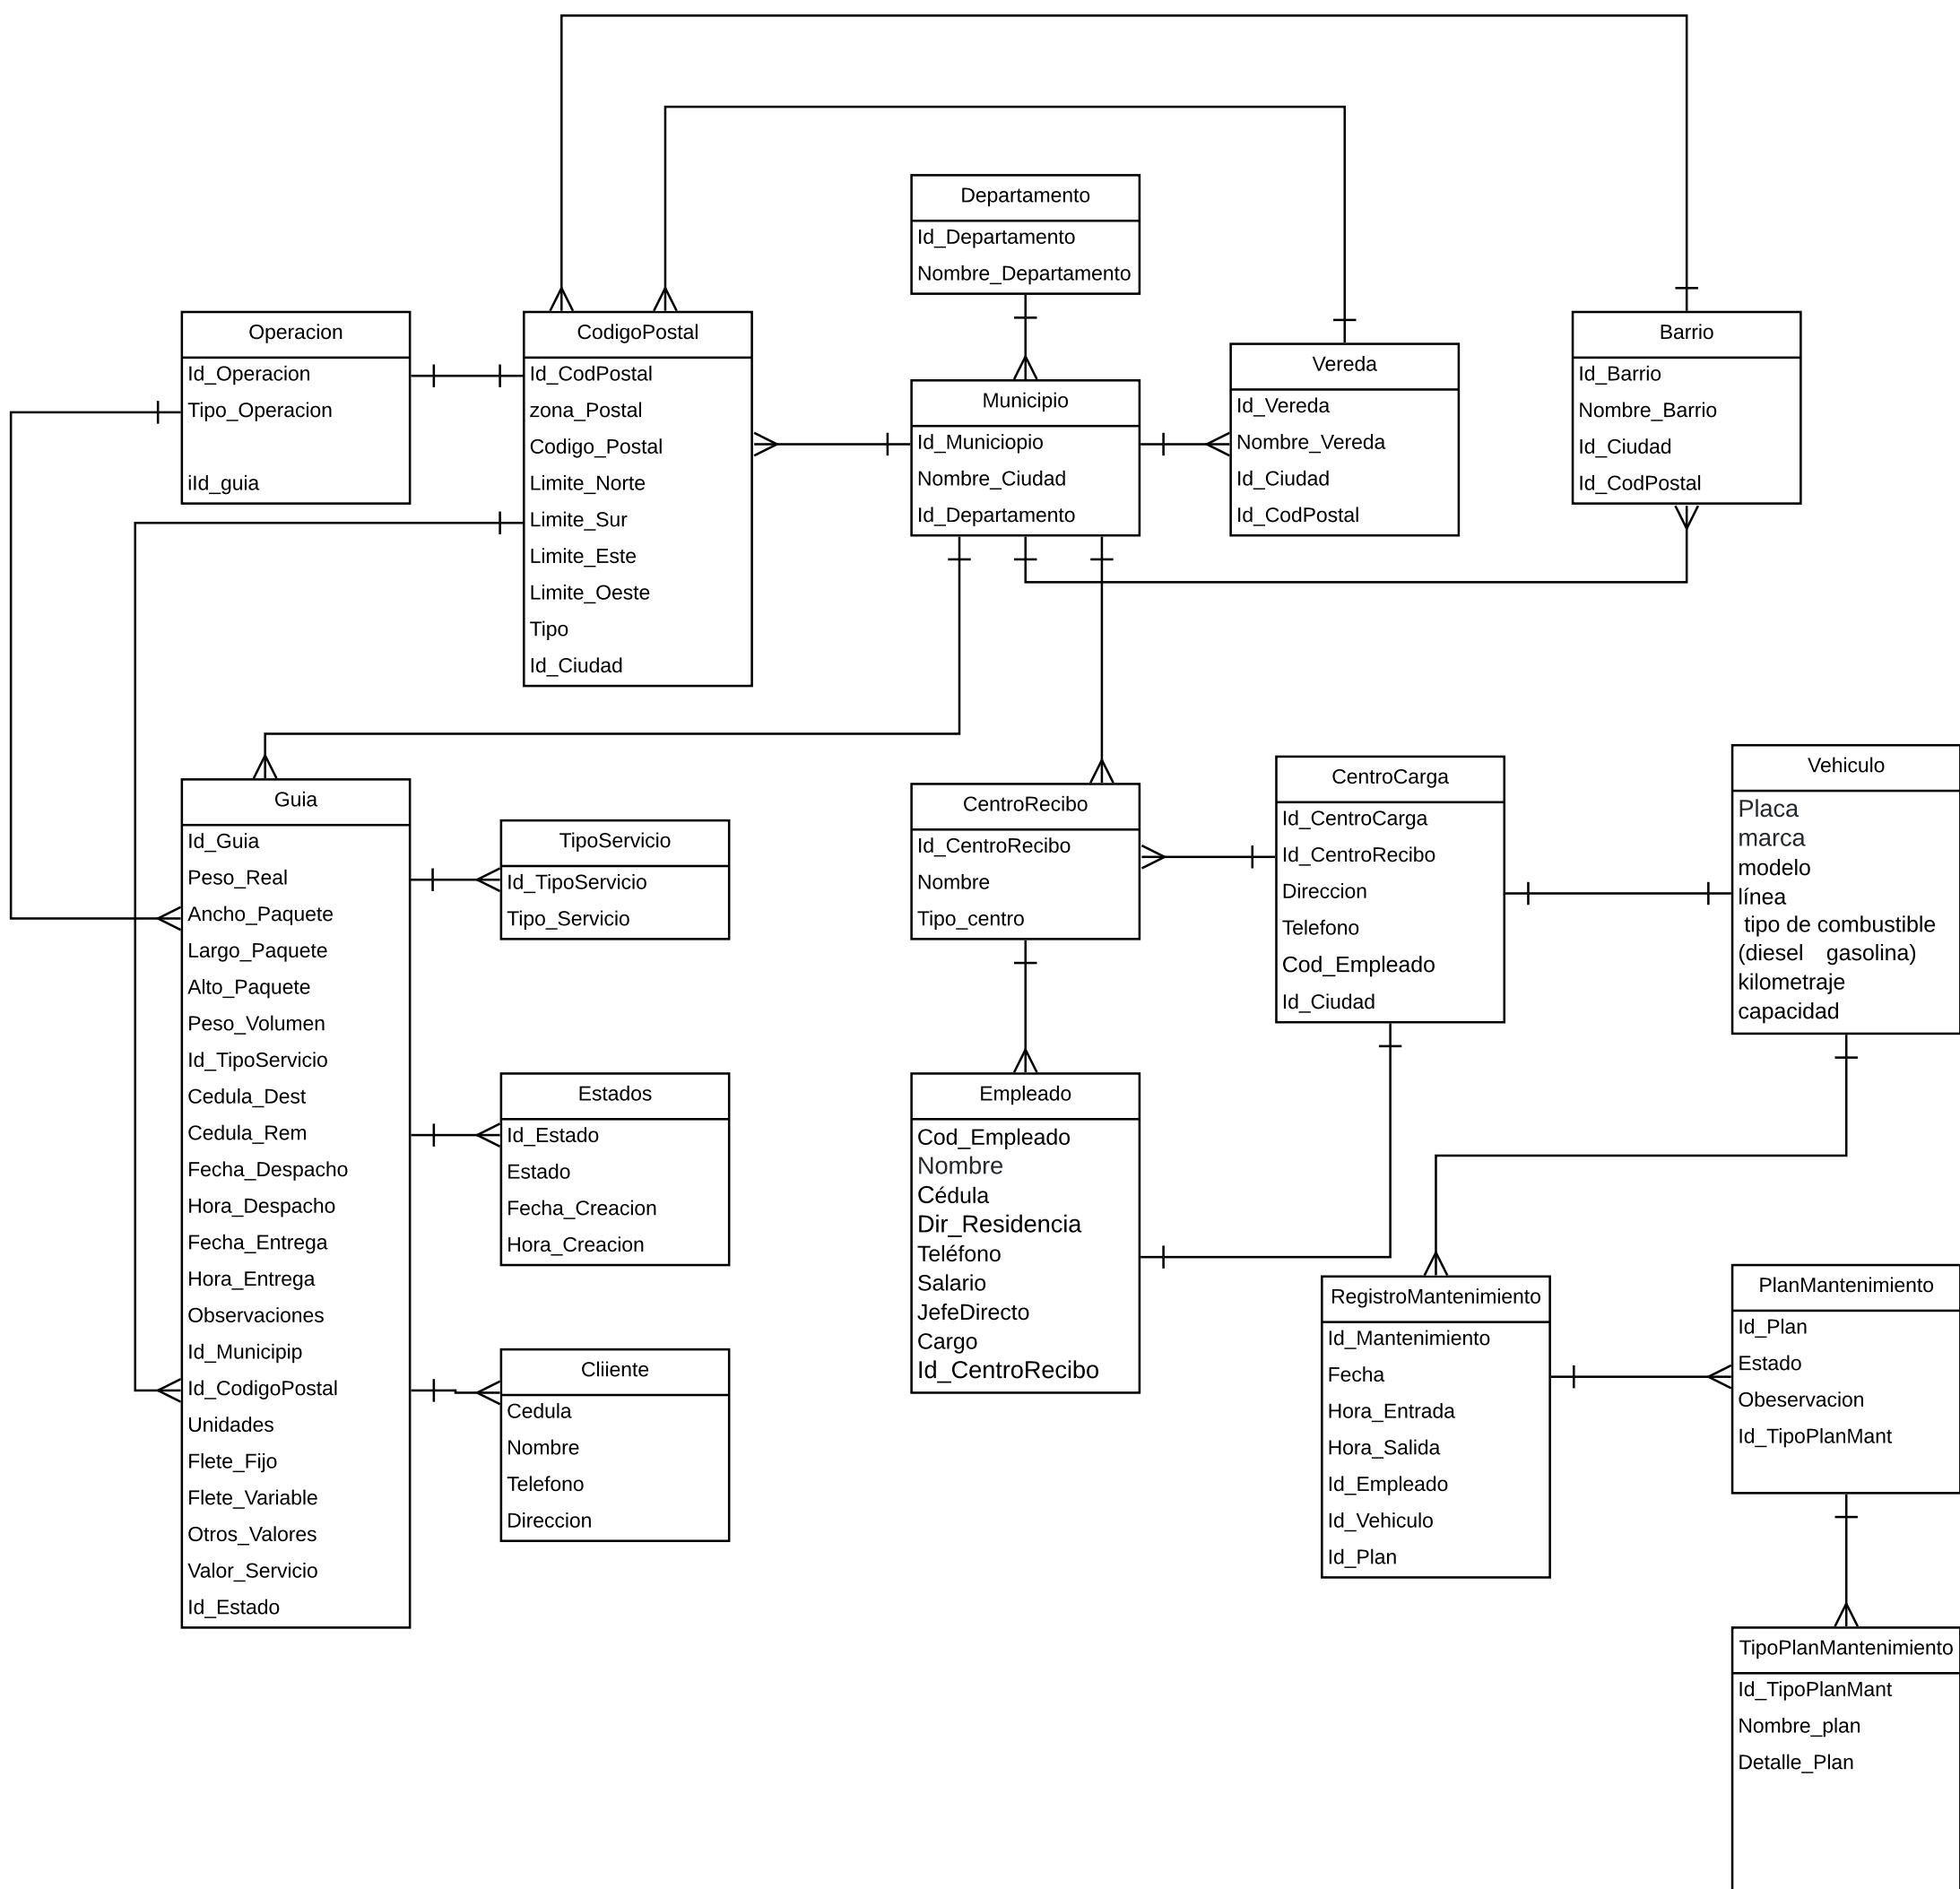 Departamento
Id_Departamento
Nombre_Departamento
Operacion
Id_Operacion
Tipo_Operacion
iId_guia
CodigoPostal
Id_CodPostal
zona_Postal
Codigo_Postal
Limite_Norte
Limite_Sur
Limite_Este
Limite_Oeste
Tipo
Id_Ciudad
Municipio
Id_Municiopio
Nombre_Ciudad
Id_Departamento
Vereda
Id_Vereda
Nombre_Vereda
Id_Ciudad
Id_CodPostal
Barrio
Id_Barrio
Nombre_Barrio
Id_Ciudad
Id_CodPostal
Guia
Id_Guia
Peso_Real
Ancho_Paquete
Largo_Paquete
Alto_Paquete
Peso_Volumen
Id_TipoServicio
Cedula_Dest
Cedula_Rem
Fecha_Despacho
Hora_Despacho
Fecha_Entrega
Hora_Entrega
Observaciones
Id_Municipip
Id_CodigoPostal
Unidades
Flete_Fijo
Flete_Variable
Otros_Valores
Valor_Servicio
Id_Estado
TipoServicio
Id_TipoServicio
Tipo_Servicio
Estados
Id_Estado
Estado
Fecha_Creacion
Hora_Creacion
Cliiente
Cedula
Nombre
Telefono
Direccion
CentroRecibo
Id_CentroRecibo
Nombre
Tipo_centro
Empleado
Cod_Empleado
Nombre
Cédula
Dir_Residencia
Teléfono
Salario
JefeDirecto
Cargo
Id_CentroRecibo
CentroCarga
Id_CentroCarga
Id_CentroRecibo
Direccion
Telefono
Cod_Empleado
Id_Ciudad
Vehiculo
Placa
marca
modelo
línea
tipo de combustible
(diesel gasolina)
kilometraje
capacidad
RegistroMantenimiento
Id_Mantenimiento
Fecha
Hora_Entrada
Hora_Salida
Id_Empleado
Id_Vehiculo
Id_Plan
PlanMantenimiento
Id_Plan
Estado
Obeservacion
Id_TipoPlanMant
TipoPlanMantenimiento
Id_TipoPlanMant
Nombre_plan
Detalle_Plan